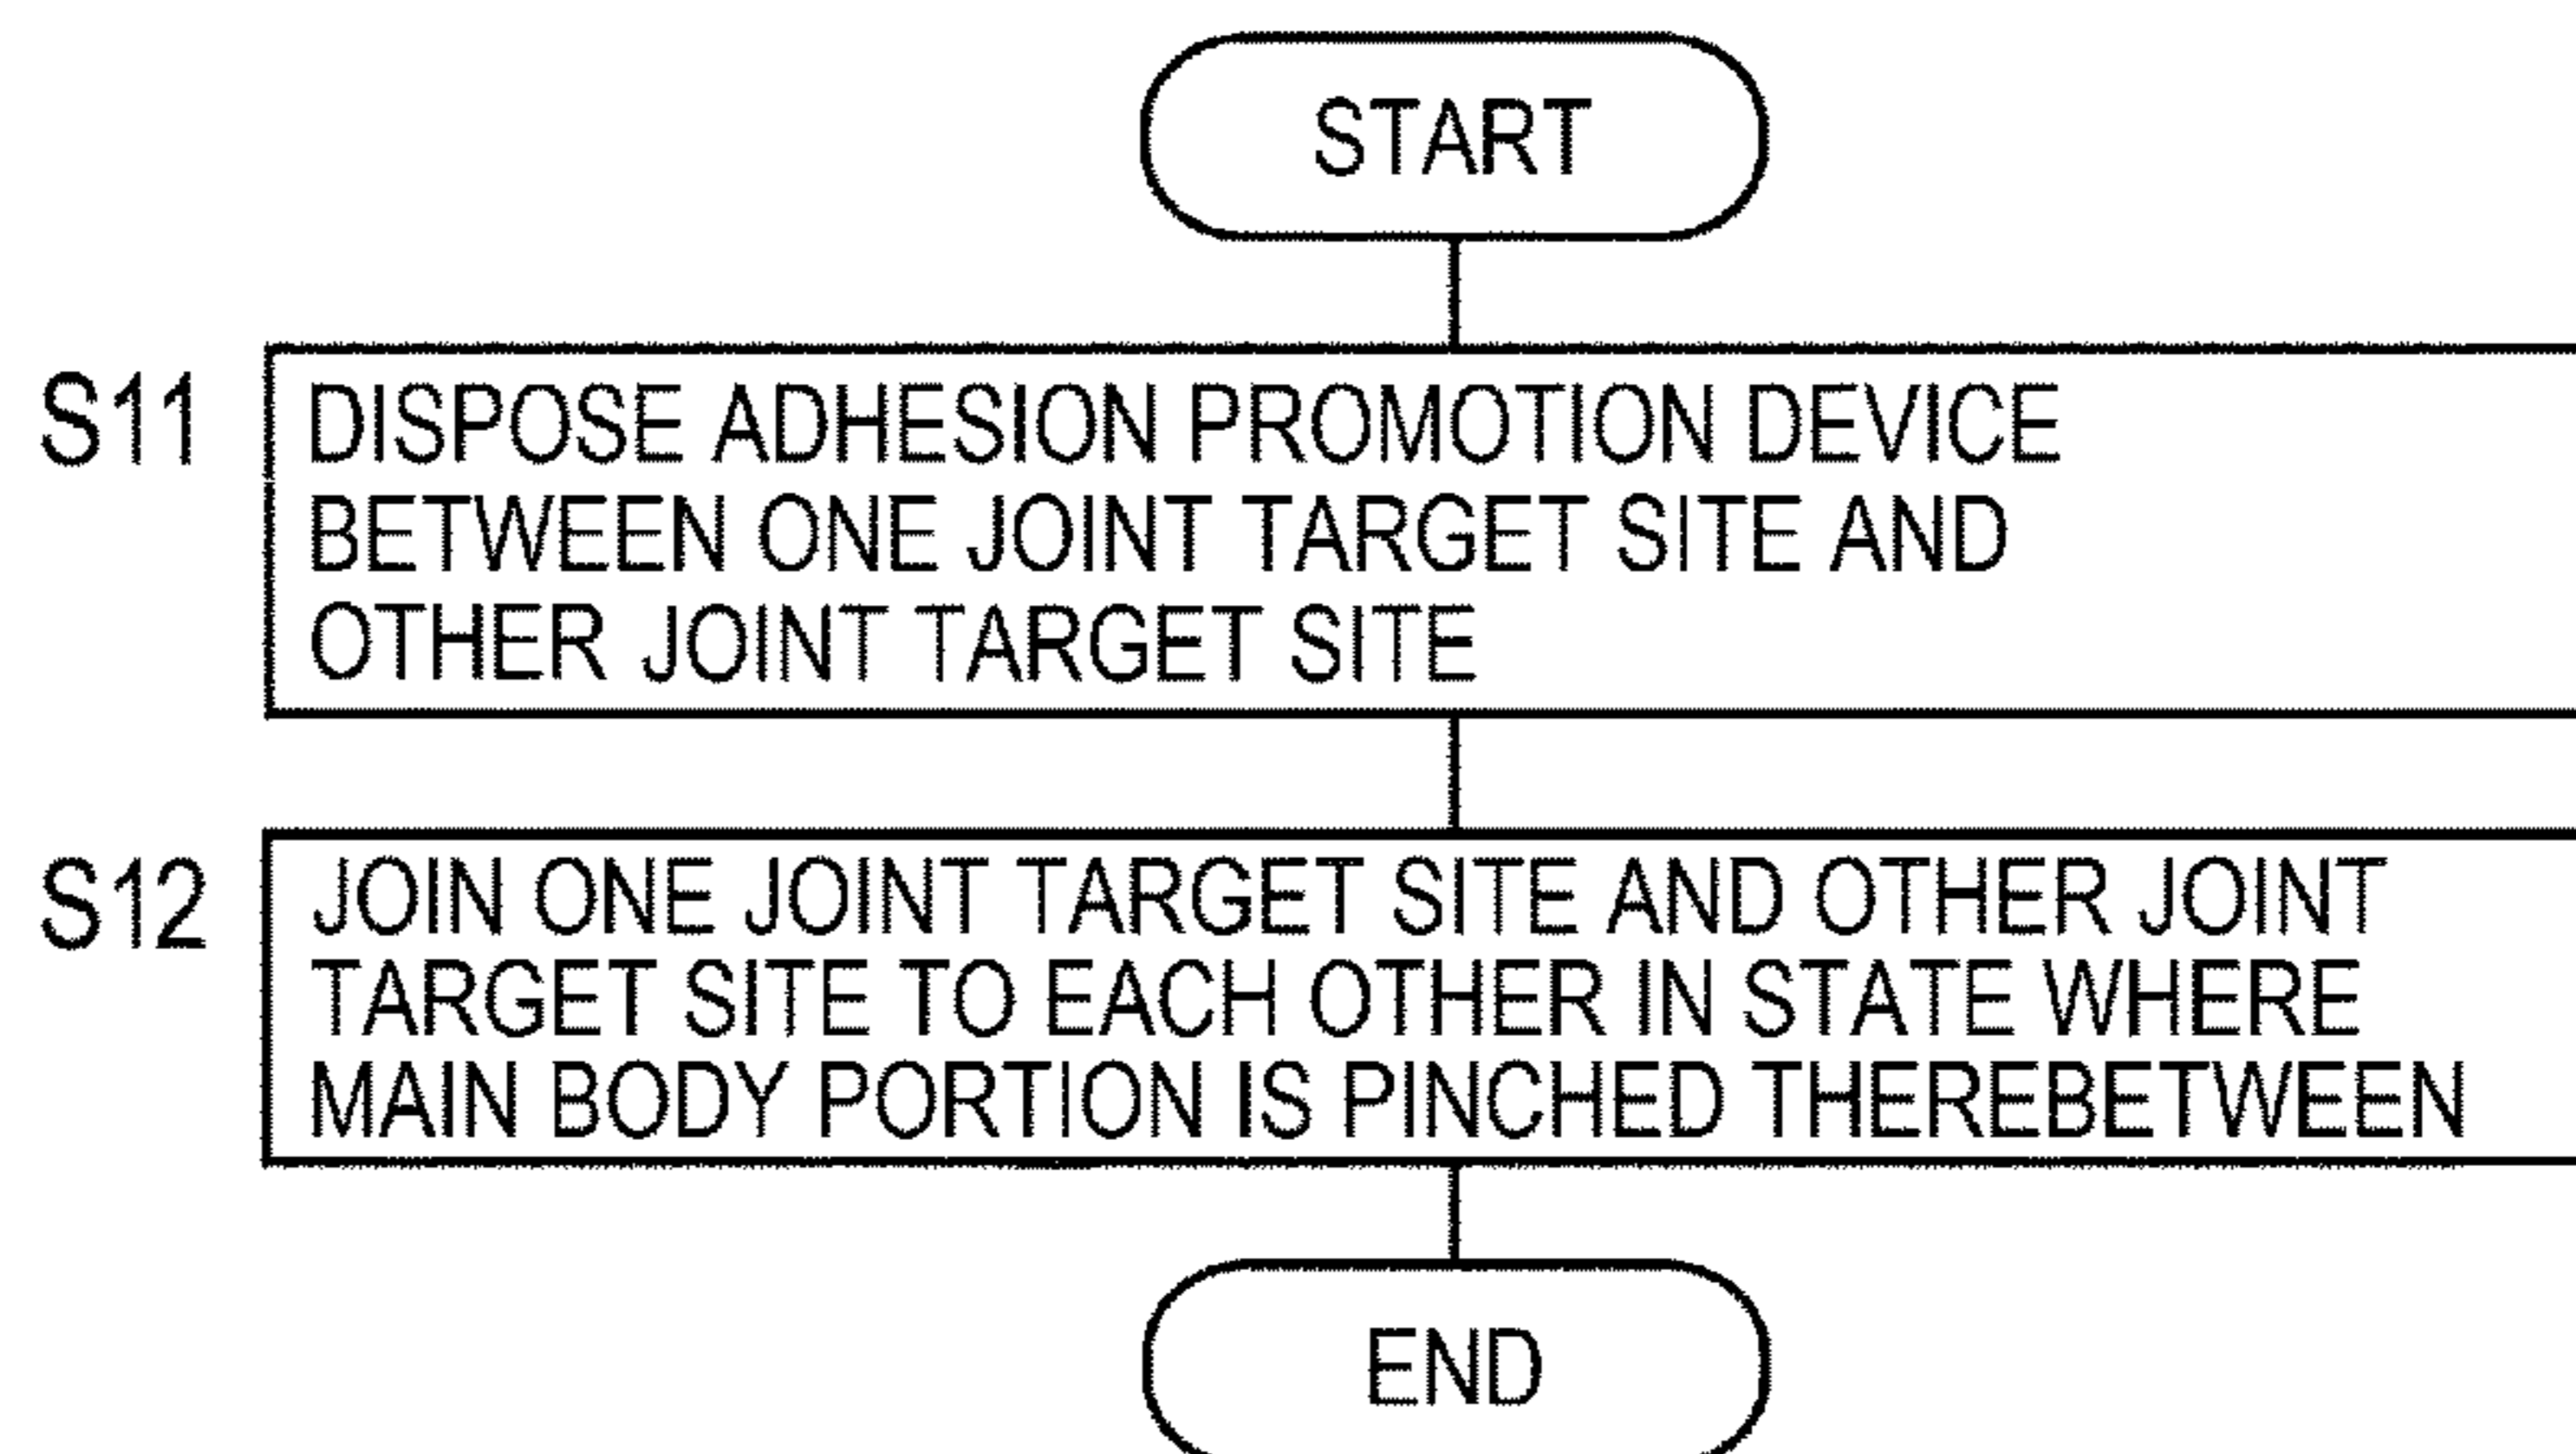 START
S11
DISPOSE ADHESION PROMOTION DEVICE
BETWEEN ONE JOINT TARGET SITE AND
OTHER JOINT TARGET SITE
S12
JOIN ONE JOINT TARGET SITE AND OTHER JOINT
TARGET SITE TO EACH OTHER IN STATE WHERE
MAIN BODY PORTION IS PINCHED THEREBETWEEN
END